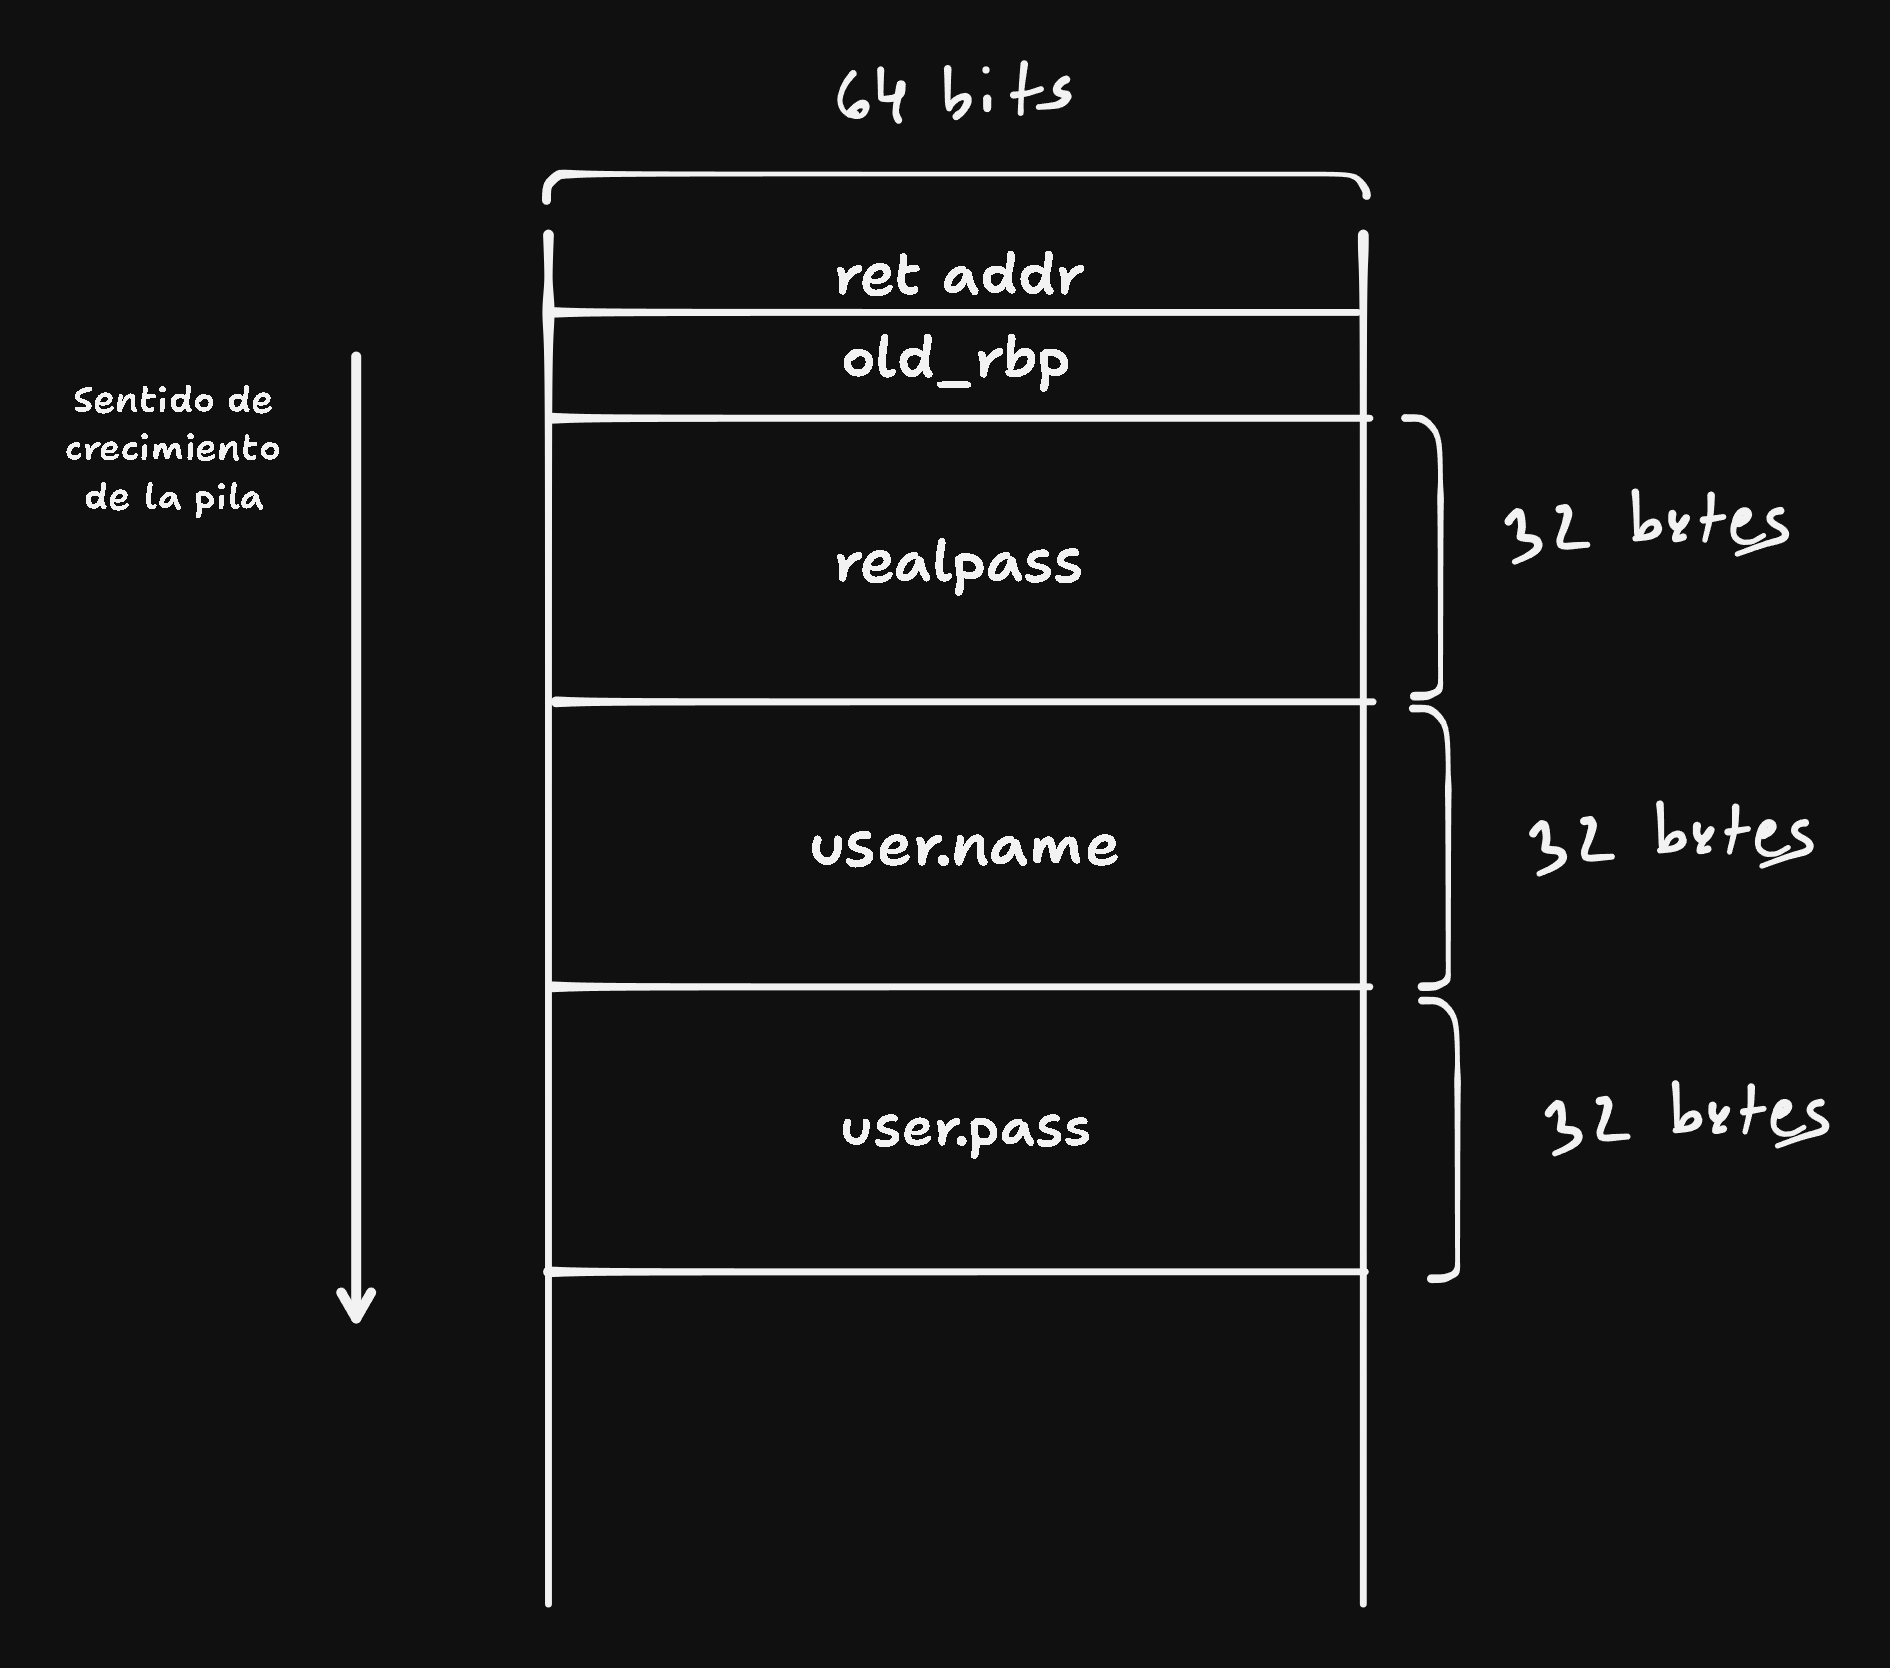 64 bits
ret addr
old_rbp
Sentido de
crecimiento
de la pila
realpass
32 bytes
user.name
32 bytes
user.pass
32 bytes